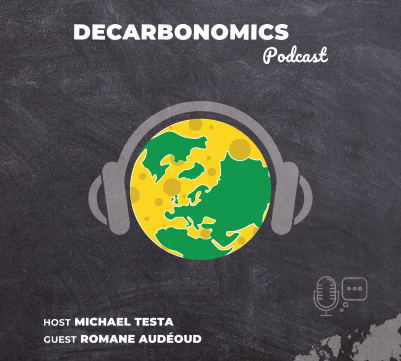 DECARBONOMICS
Podcast
HOST MICHAEL TESTA
GUEST ROMANE AUDÉOUD